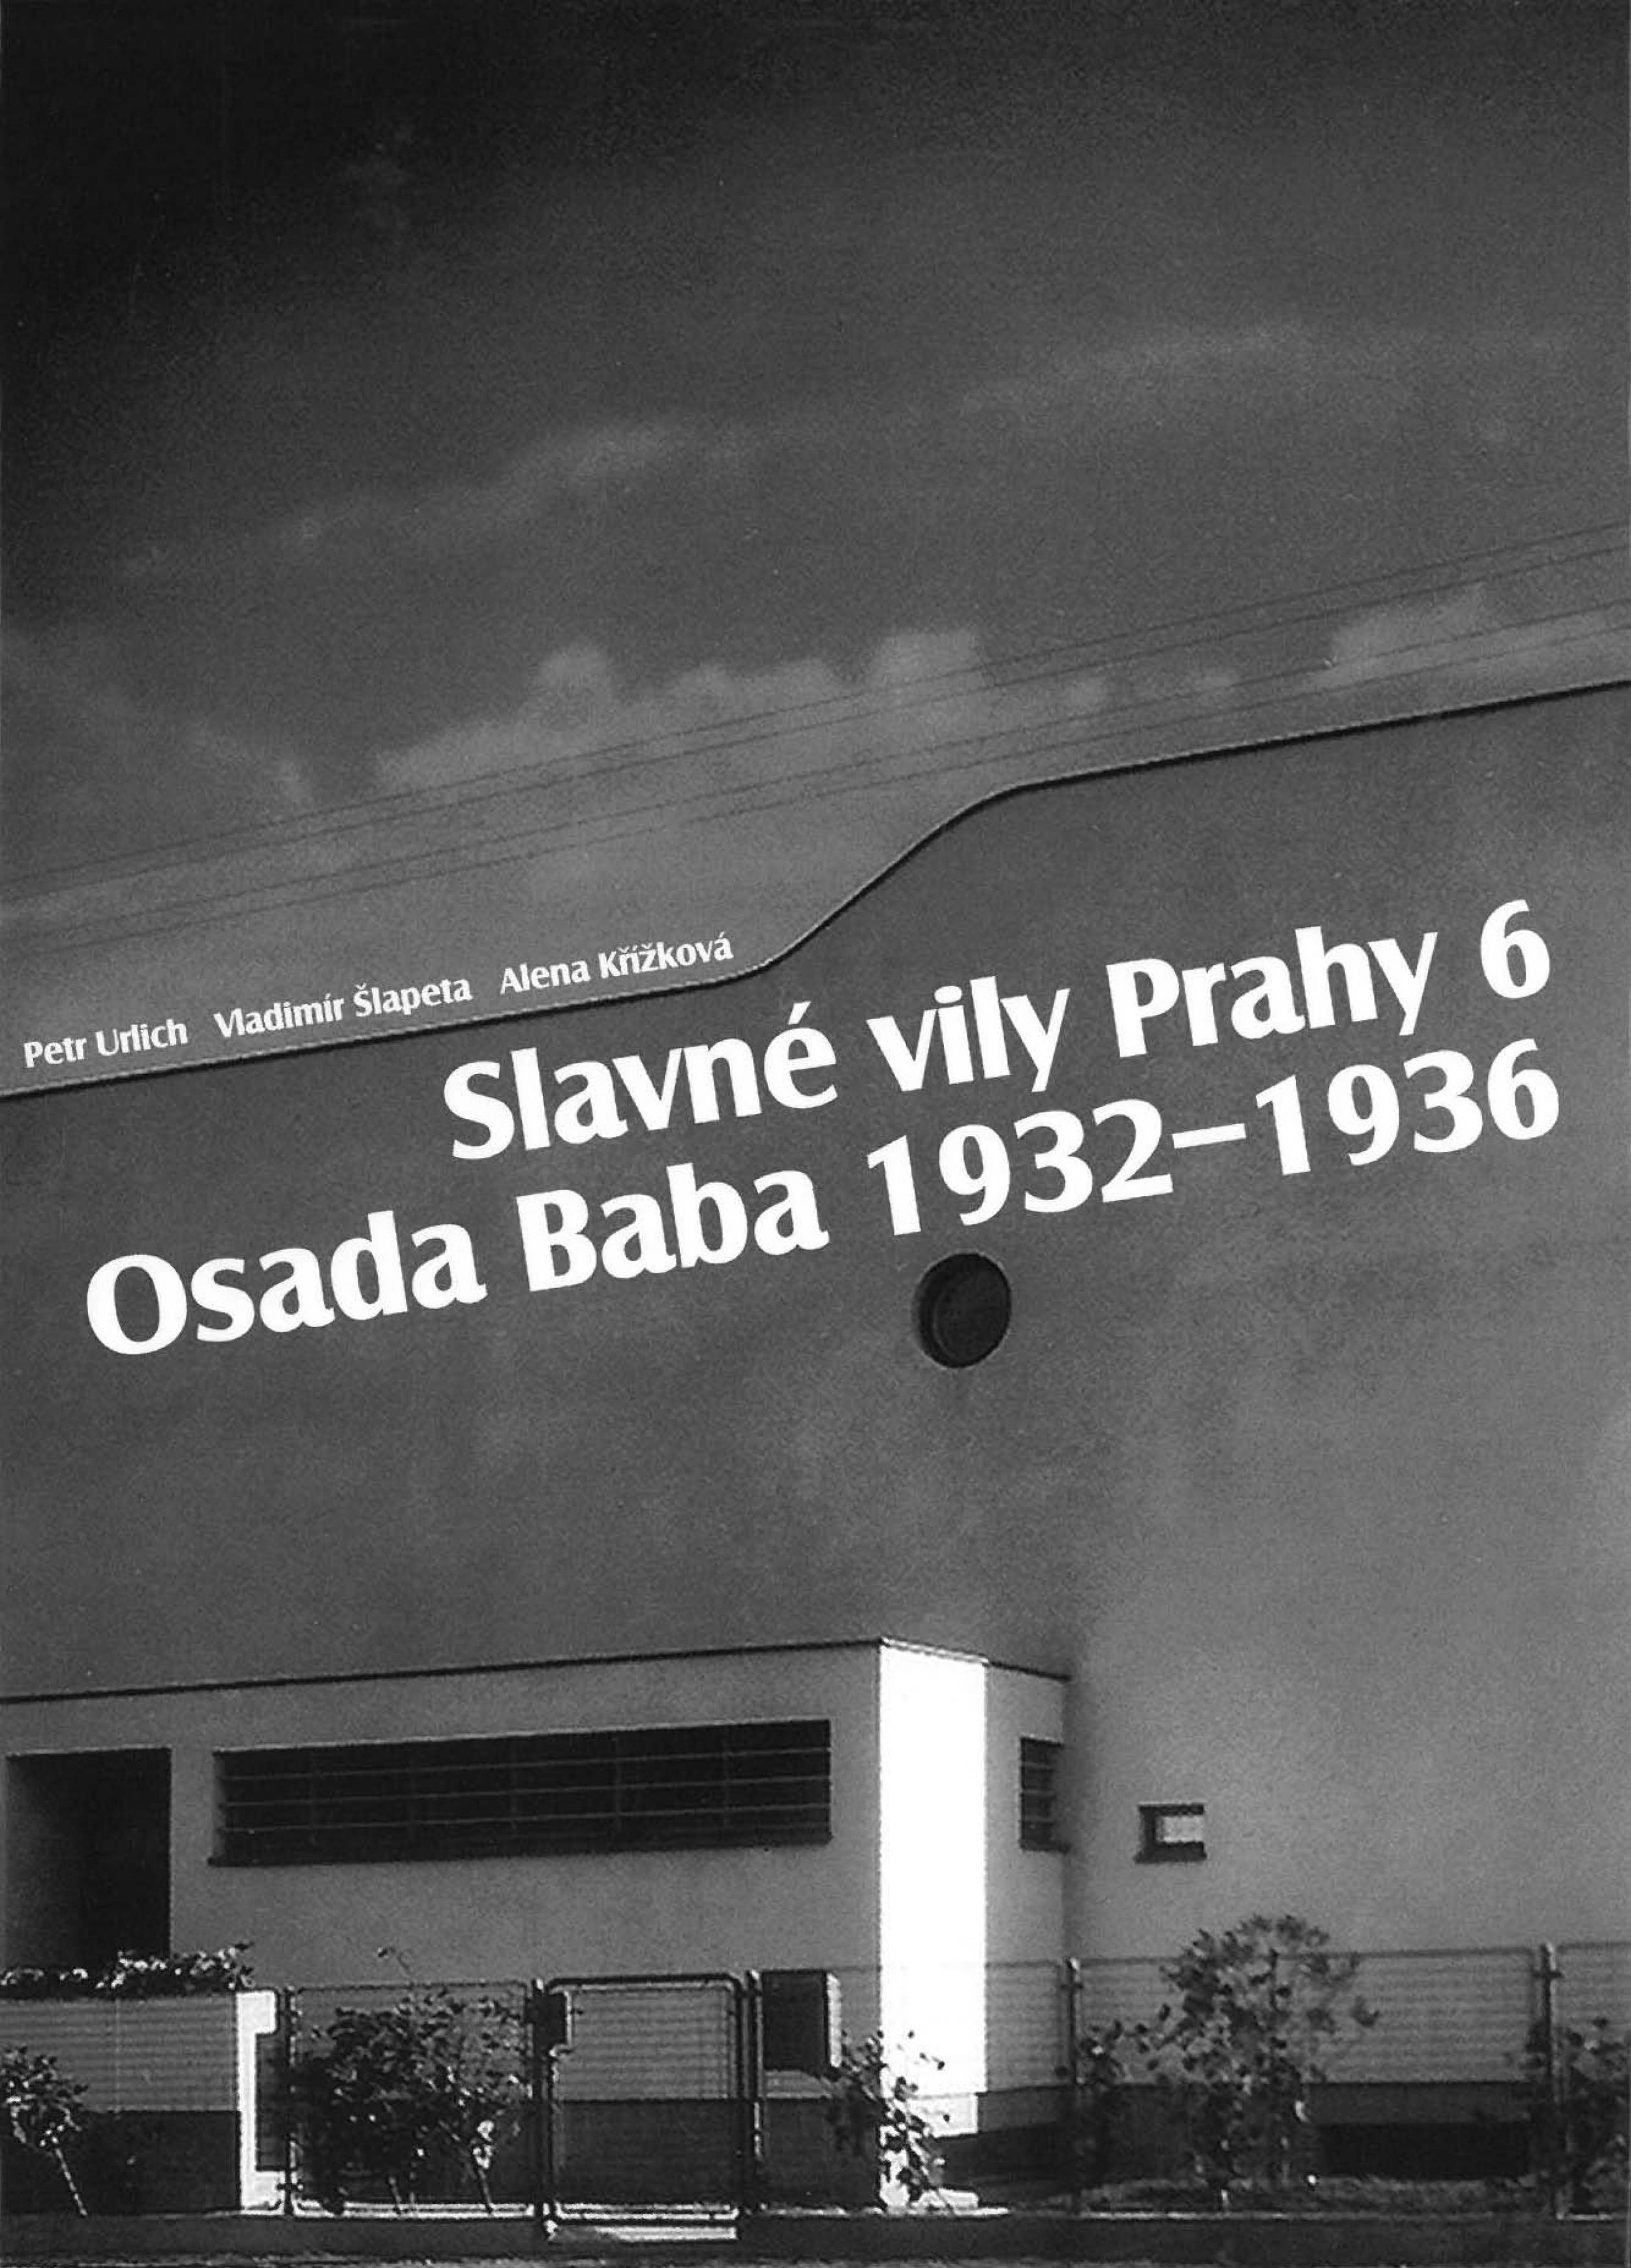 Petr Urlich Vladimír Šlapeta Alena Křížková
Slavné vily Prahy 6
Osada Baba 1932–1936